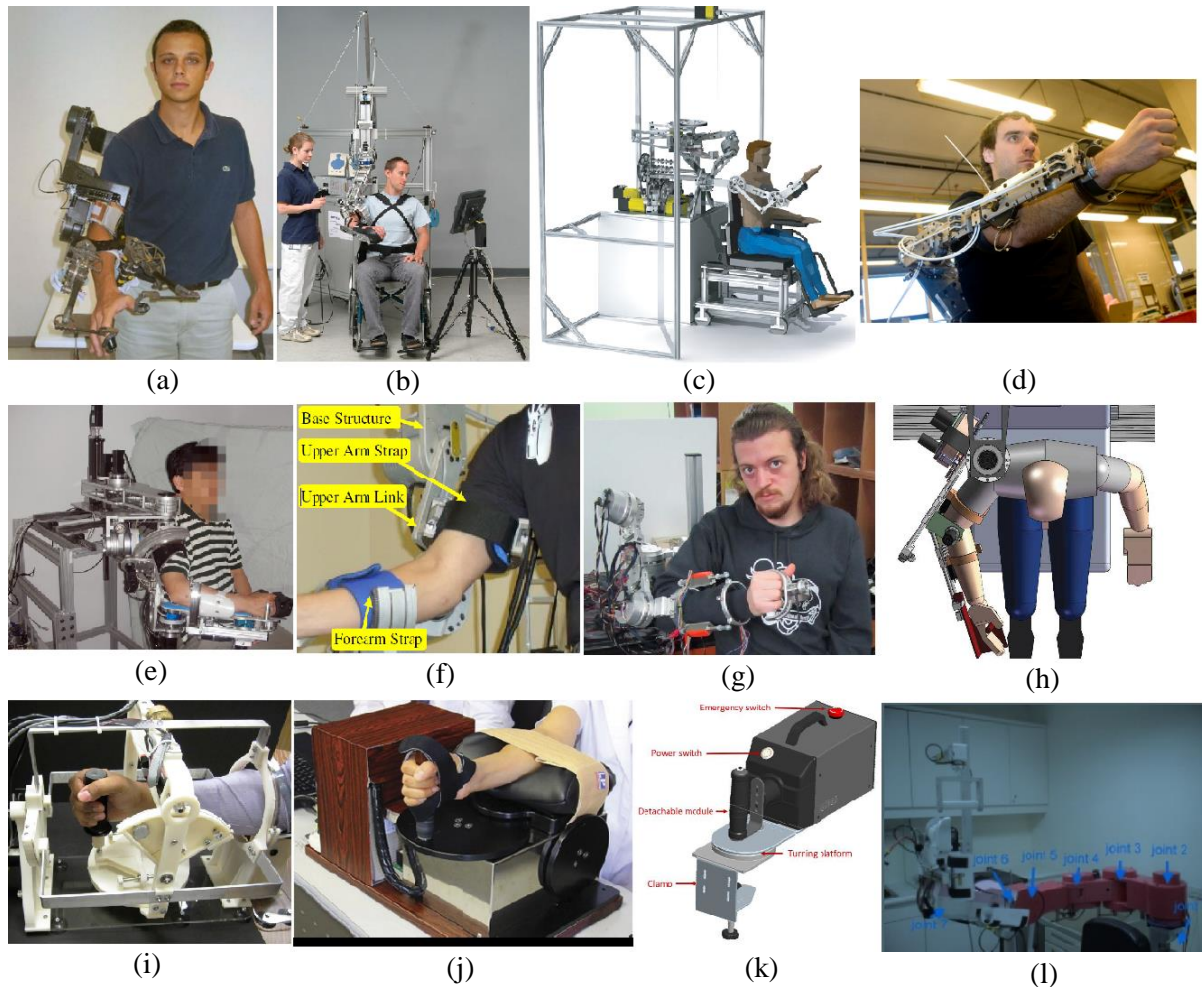 (a)
(b)
(c)
(d)
Base Structure
Upper Arm Strap
Upper Arm Link
Forearm Strap
(e)
(f)
(g)
(h)
Emergency switch
Power switch
Detachable module
Turning platform
Clamp
joint 6
joint 5
joint 4
joint 3
joint 2
joint 7
joint
(i)
(j)
(k)
(l)